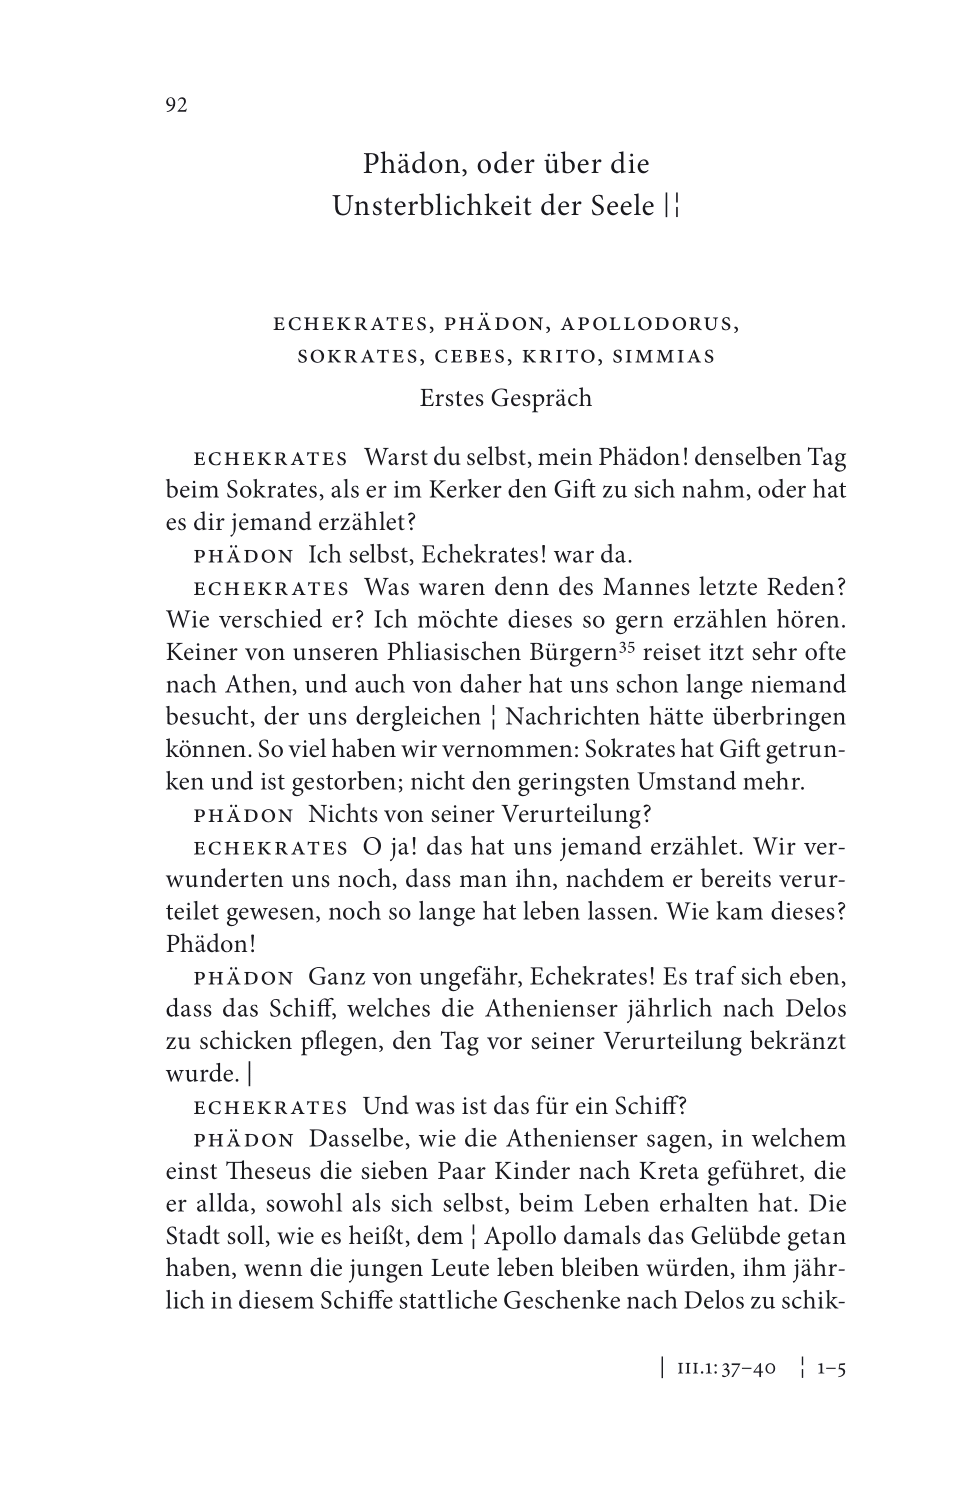 92
Phädon, oder über die
Unsterblichkeit der Seele |¦
ECHEKRATES, PHÄDON, APOLLODORUS,
SOKRATES, CEBES, KRITO, SIMMIAS
Erstes Gespräch
ECHEKRATES Warst du selbst, mein Phädon! denselben Tag
beim Sokrates, als er im Kerker den Gift zu sich nahm, oder hat
es dir jemand erzählet?
PHÄDON Ich selbst, Echekrates! war da.
ECHEKRATES Was waren denn des Mannes letzte Reden?
Wie verschied er? Ich möchte dieses so gern erzählen hören.
Keiner von unseren Phliasischen Bürgern³⁵ reiset itzt sehr ofte
nach Athen, und auch von daher hat uns schon lange niemand
besucht, der uns dergleichen ¦ Nachrichten hätte überbringen
können. So viel haben wir vernommen: Sokrates hat Gift getrun-
ken und ist gestorben; nicht den geringsten Umstand mehr.
PHÄDON Nichts von seiner Verurteilung?
ECHEKRATES O ja! das hat uns jemand erzählet. Wir ver-
wunderten uns noch, dass man ihn, nachdem er bereits verur-
teilet gewesen, noch so lange hat leben lassen. Wie kam dieses?
Phädon!
PHÄDON Ganz von ungefähr, Echekrates! Es traf sich eben,
dass das Schiff, welches die Athenienser jährlich nach Delos
zu schicken pflegen, den Tag vor seiner Verurteilung bekränzt
wurde. |
ECHEKRATES Und was ist das für ein Schiff?
PHÄDON Dasselbe, wie die Athenienser sagen, in welchem
einst Theseus die sieben Paar Kinder nach Kreta geführet, die
er allda, sowohl als sich selbst, beim Leben erhalten hat. Die
Stadt soll, wie es heißt, dem ¦ Apollo damals das Gelübde getan
haben, wenn die jungen Leute leben bleiben würden, ihm jähr-
lich in diesem Schiffe stattliche Geschenke nach Delos zu schik-
| III.1: 37–40 ¦ 1–5